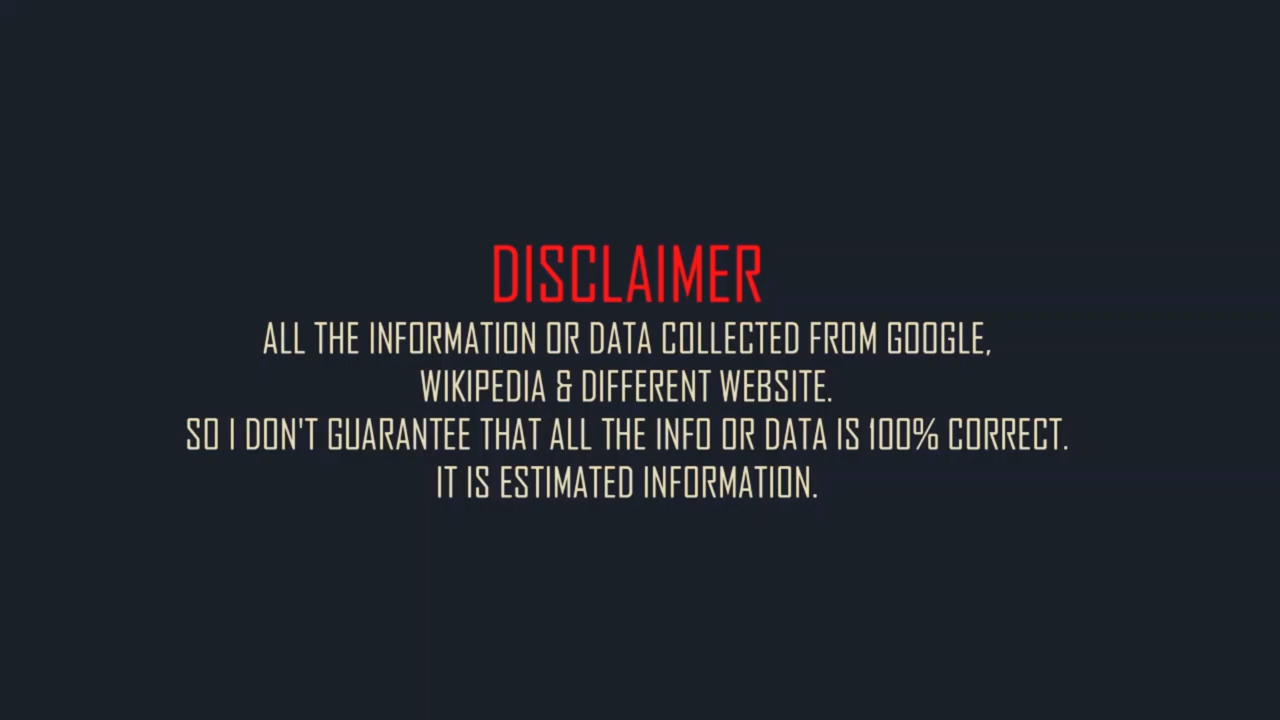 DISCLAIMER
ALL THE INFORMATION OR DATA COLLECTED FROM GOOGLE,
WIKIPEDIA & DIFFERENT WEBSITE.
SO I DON'T GUARANTEE THAT ALL THE INFO OR DATA IS 100% CORRECT.
IT IS ESTIMATED INFORMATION.